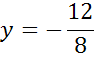 y = −12/8